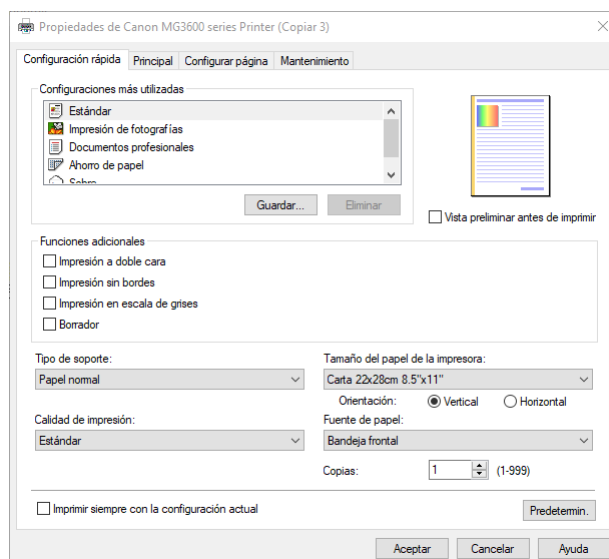 Propiedades de Canon MG3600 series Printer (Copiar 3)
Configuración rápida Principal Configurar página Mantenimiento
Configuraciones más utilizadas
Estándar
Impresión de fotografías
Documentos profesionales
Ahorro de papel
Sobre
Guardar... Eliminar
Vista preliminar antes de imprimir
Funciones adicionales
Impresión a doble cara
Impresión sin bordes
Impresión en escala de grises
Borrador
Tipo de soporte: Tamaño del papel de la impresora:
Papel normal Carta 22x28cm 8.5"x11"
Orientación: Vertical Horizontal
Calidad de impresión: Fuente de papel:
Estándar Bandeja frontal
Copias: 1 (1-999)
Imprimir siempre con la configuración actual Predetermin.
Aceptar Cancelar Ayuda